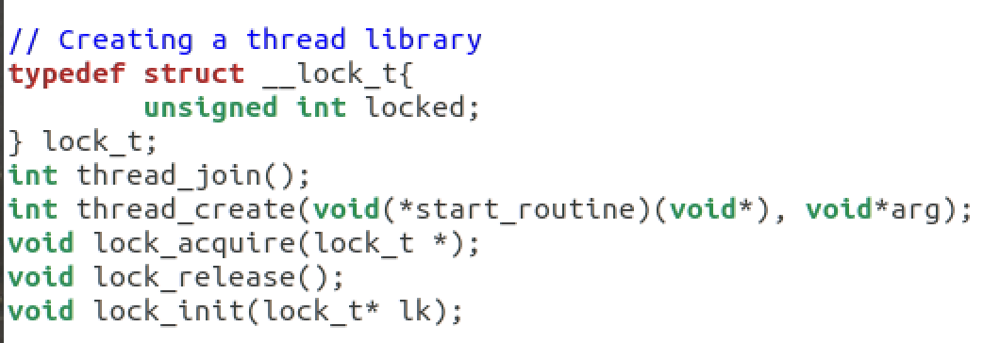 // Creating a thread library
typedef struct __lock_t{
        unsigned int locked;
} lock_t;
int thread_join();
int thread_create(void(*start_routine)(void*), void*arg);
void lock_acquire(lock_t *);
void lock_release();
void lock_init(lock_t* lk);